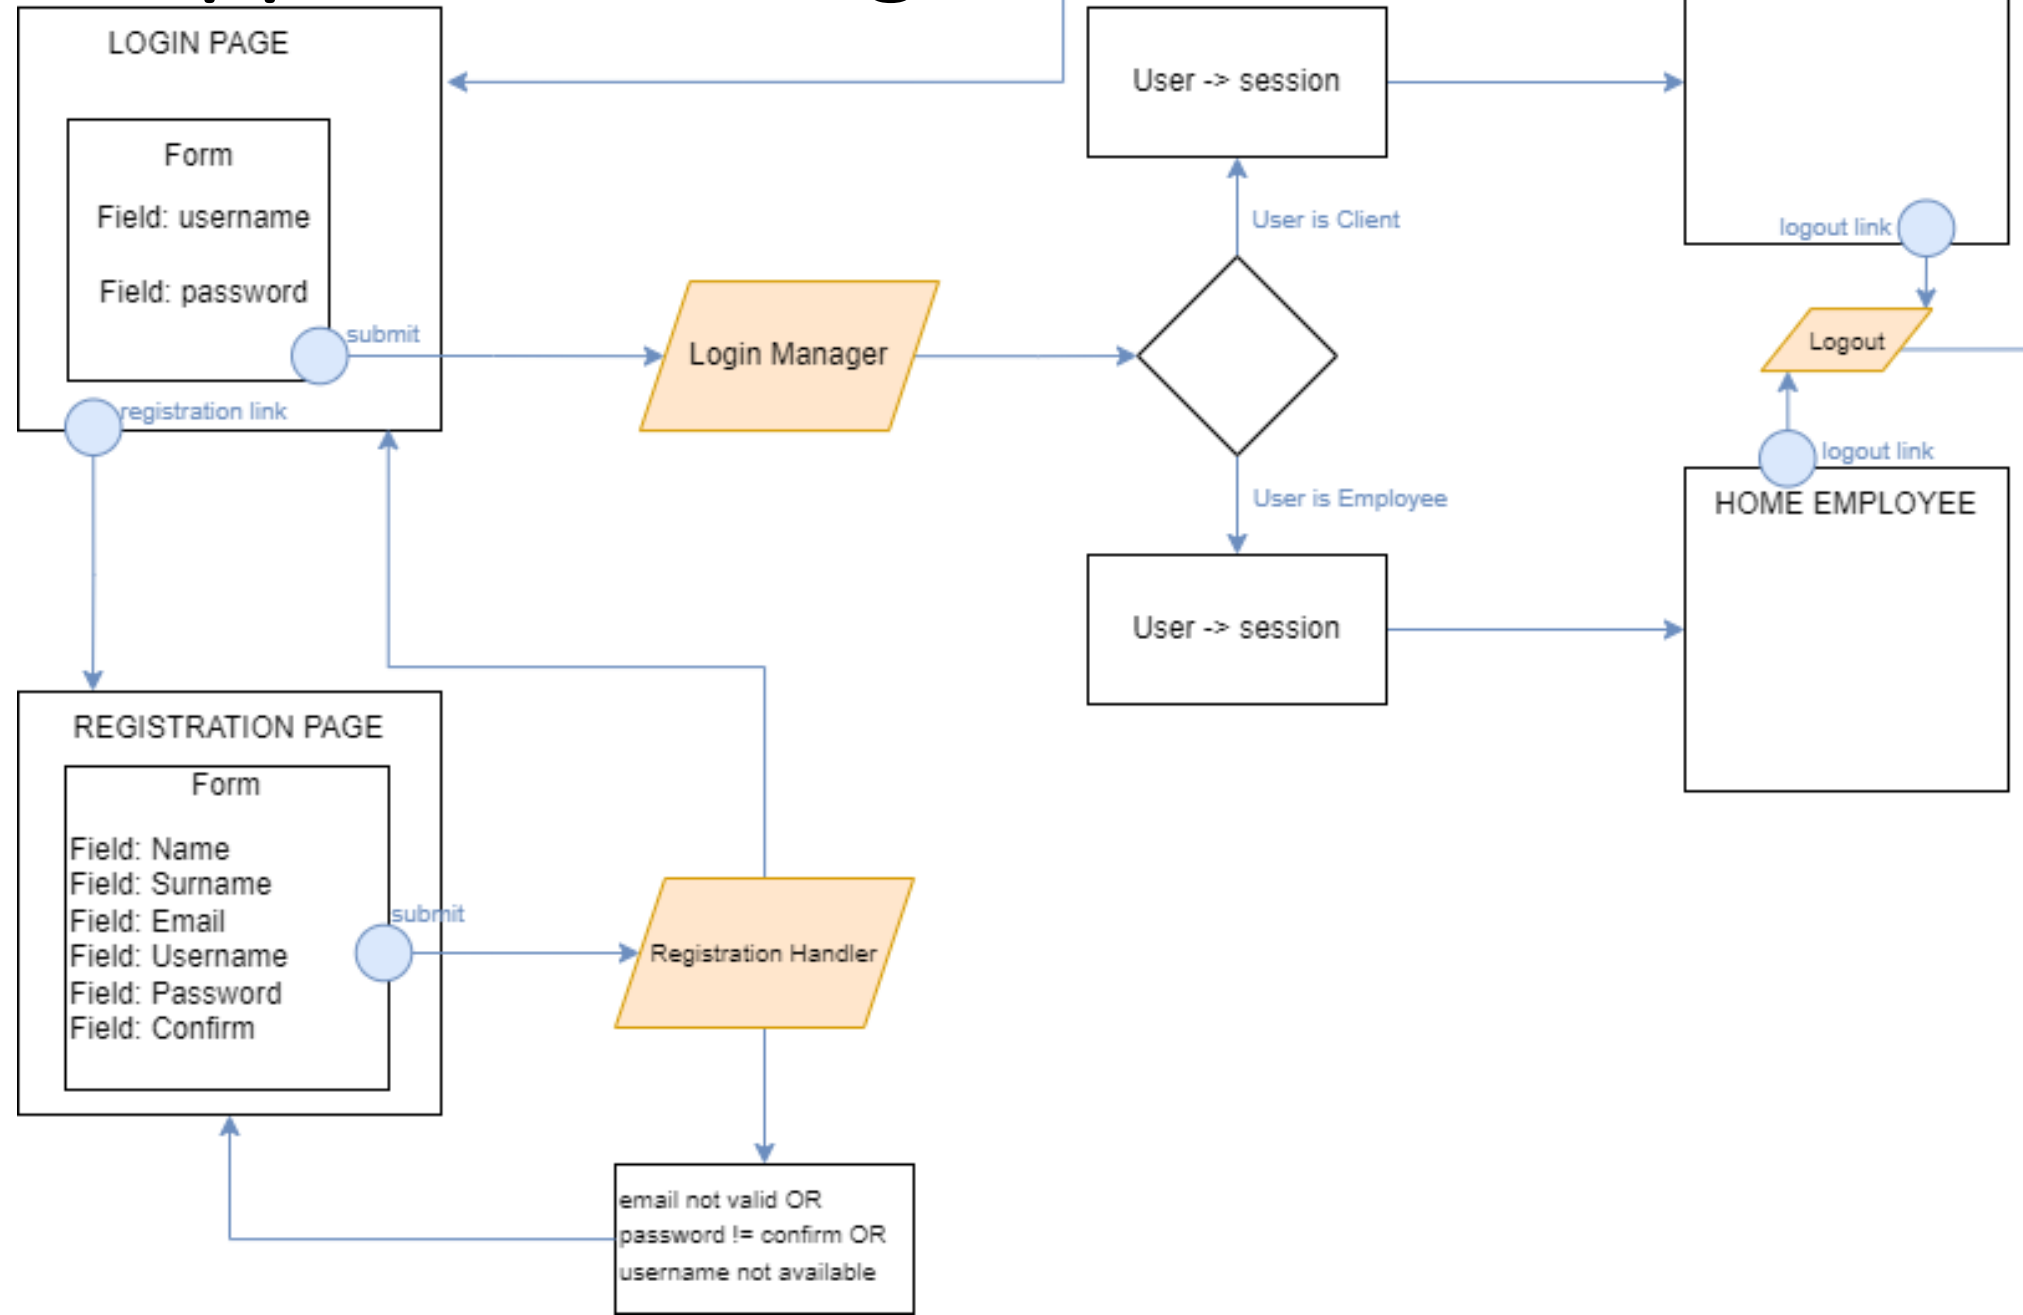 LOGIN PAGE
Form
Field: username
Field: password
submit
registration link
Login Manager
User -> session
User is Client
User is Employee
User -> session
logout link
Logout
logout link
HOME EMPLOYEE
REGISTRATION PAGE
Form
Field: Name
Field: Surname
Field: Email
Field: Username
Field: Password
Field: Confirm
submit
Registration Handler
email not valid OR
password != confirm OR
username not available